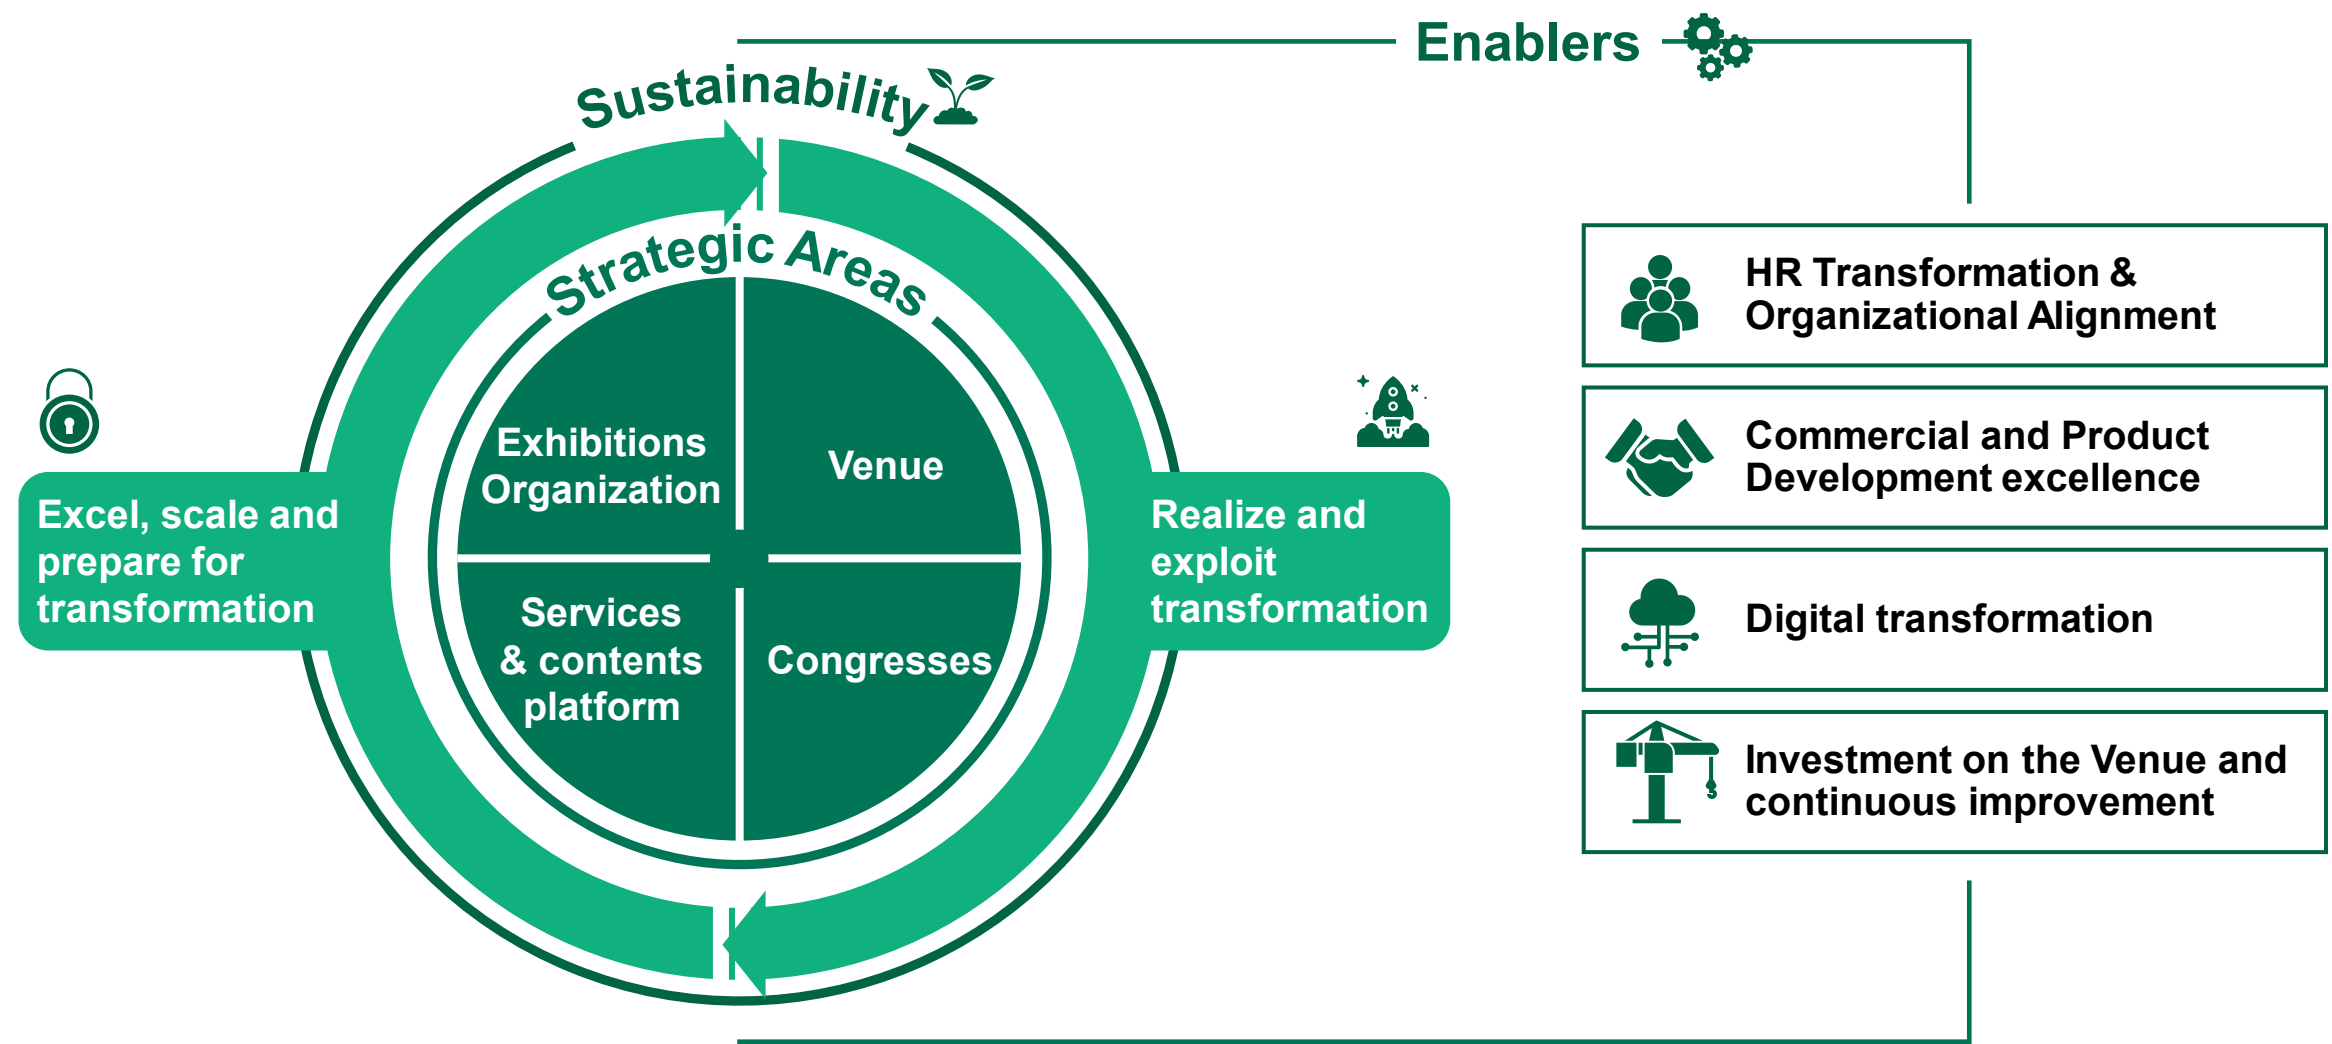 Enablers
Sustainability
Strategic Areas
Exhibitions
Organization
Venue
Services
& contents
platform
Congresses
Excel, scale and
prepare for
transformation
Realize and
exploit
transformation
HR Transformation &
Organizational Alignment
Commercial and Product
Development excellence
Digital transformation
Investment on the Venue and
continuous improvement